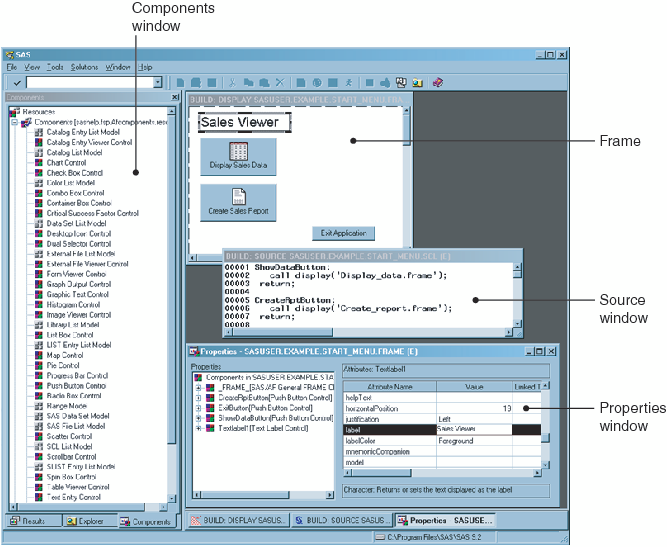 Components
window
SAS
File View Tools Solutions Window Help
Components
Resources
Components [sashelp.fsp.Afcomponents.resc
Catalog Entry List Model
Catalog Entry Viewer Control
Catalog List Model
Chart Control
Check Box Control
Color List Model
Combo Box Control
Container Box Control
Critical Success Factor Control
Data Set List Model
Desktop Icon Control
Dual Selector Control
External File List Model
External File Viewer Control
Form Viewer Control
Graph Output Control
Graphic Text Control
Histogram Control
Image Viewer Control
Library List Model
List Box Control
LIST Entry List Model
Map Control
Pie Control
Progress Bar Control
Push Button Control
Radio Box Control
Range Model
SAS Data Set Model
SAS File List Model
Scatter Control
SCL List Model
Scrollbar Control
SLIST Entry List Model
Spin Box Control
Table Viewer Control
Text Entry Control
Results
Explorer
Components
BUILD: DISPLAY SASUSER.EXAMPLE.START_MENU.FRA
Sales Viewer
Display Sales Data
Create Sales Report
Exit Application
Frame
BUILD: SOURCE SASUSER.EXAMPLE.START_MENU.SCL (E)
00001 ShowDataButton:
00002 call display('Display_data.frame');
00003 return;
00004
00005 CreateRptButton:
00006 call display('Create_report.frame');
00007 return;
00008
Source
window
Properties - SASUSER.EXAMPLE.START_MENU.FRAME (E)
Properties
Components in SASUSER.EXAMPLE.STAR
_FRAME_[SAS/AF General FRAME Cl
CreateRptButton[Push Button Control]
ExitButton[Push Button Control]
ShowDataButton[Push Button Control]
Textlabel1[Text Label Control]
Attributes: Textlabel1
Attribute Name Value Linked T
helpText
horizontalPosition 19
justification Left
label Sales Viewer
labelColor Foreground
mnemonicCompanion
model
Character: Returns or sets the text displayed as the label
Properties
window
BUILD: DISPLAY SASUS...
BUILD: SOURCE SASUS...
Properties - SASUSE...
C:\Program Files\SAS\SAS 8.2